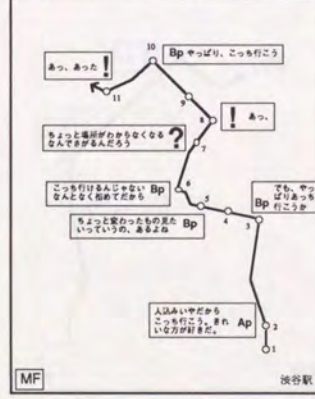 10
Bp やっぱり、こっち行こう
あっ、あった!
11
9
8
! あっ、
ちょっと場所がわからなくなる
なんでさがるんだろう
?
7
こっち行けるんじゃない Bp
なんとなく初めてだから
6
5
4
3
でも、やっ
ぱりあっち
Bp 行こうか
ちょっと変わったもの見た Bp
いっていうの、あるよね
人込みいやだから
こっち行こう。きれ Ap
いな方が好きだ。
2
1
MF
渋谷駅